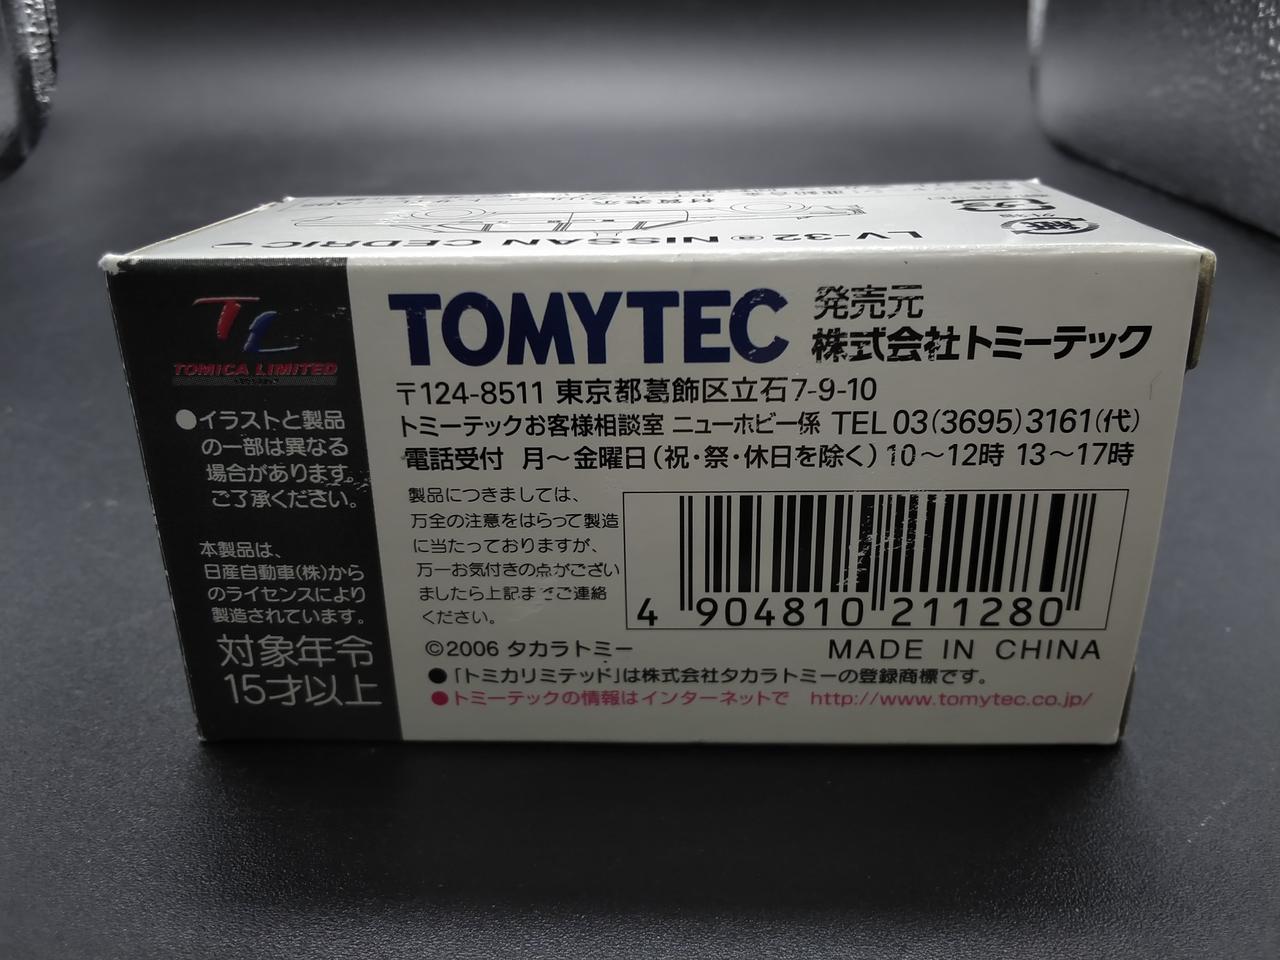 LV-32ⓐ NISSAN CEDRIC
材質表示
紙
TL
TOMICA LIMITED
●イラストと製品
の一部は異なる
場合があります。
ご了承ください。
本製品は、
日産自動車(株)から
のライセンスにより
製造されています。
対象年令
15才以上
TOMYTEC
発売元
株式会社トミーテック
〒124-8511 東京都葛飾区立石7-9-10
トミーテックお客様相談室 ニューホビー係 TEL 03(3695)3161(代)
電話受付 月～金曜日(祝・祭・休日を除く) 10～12時 13～17時
製品につきましては、
万全の注意をはらって製造
に当たっておりますが、
万一お気付きの点がござい
ましたら上記までご連絡
ください。
4 904810 211280
©2006 タカラトミー
MADE IN CHINA
●「トミカリミテッド」は株式会社タカラトミーの登録商標です。
●トミーテックの情報はインターネットで http://www.tomytec.co.jp/